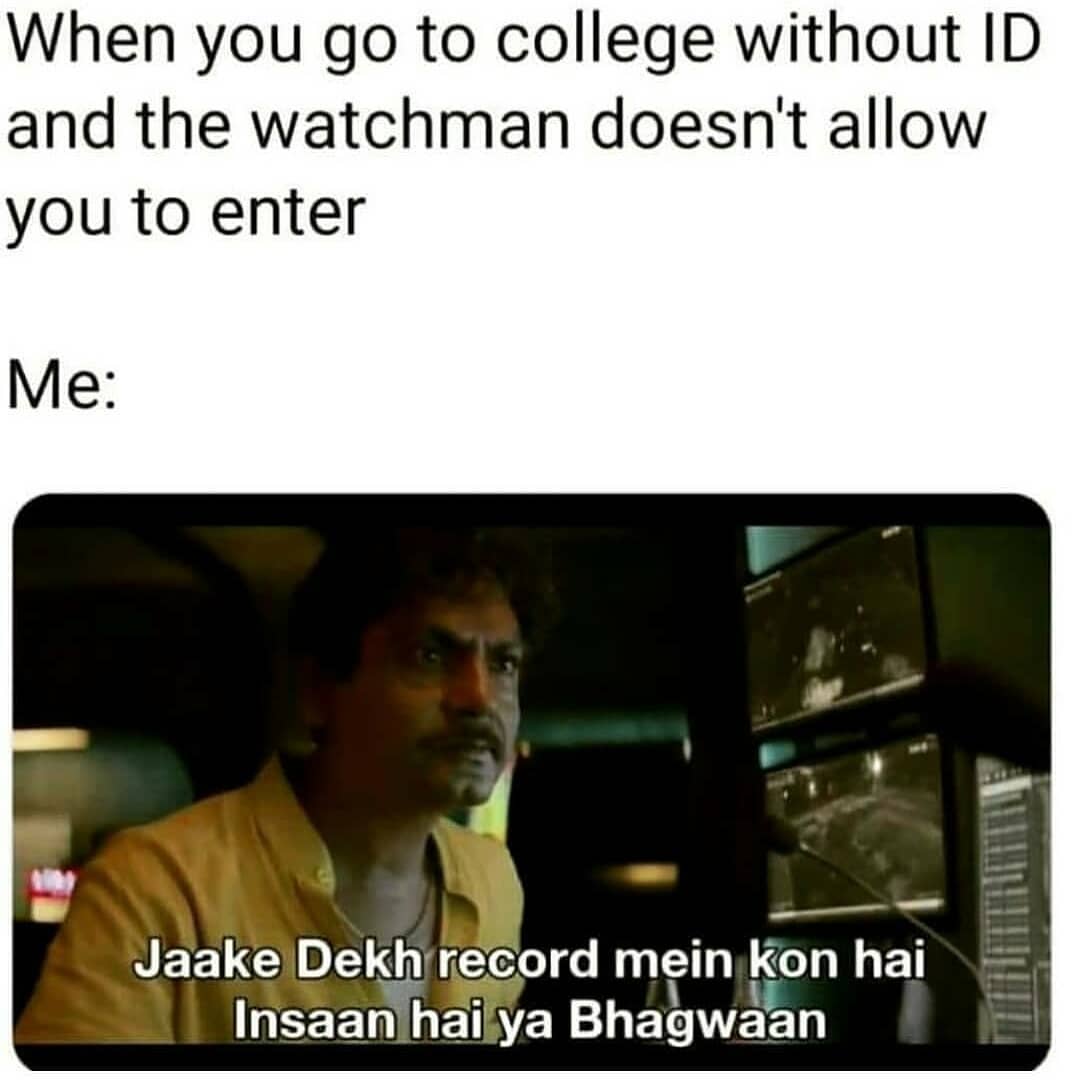 When you go to college without ID
and the watchman doesn't allow
you to enter
Me:
Jaake Dekh record mein kon hai
Insaan hai ya Bhagwaan